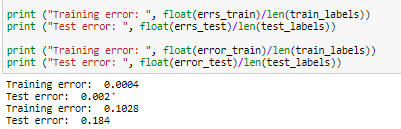 print ("Training error: ", float(errs_train)/len(train_labels))
print ("Test error: ", float(errs_test)/len(test_labels))
print ("Training error: ", float(error_train)/len(train_labels))
print ("Test error: ", float(error_test)/len(test_labels))
Training error:  0.0004
Test error:  0.002`
Training error:  0.1028
Test error:  0.184